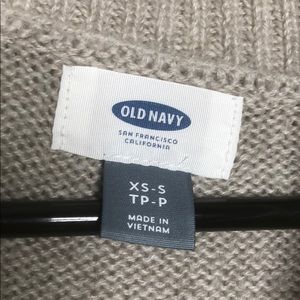 OLD NAVY
SAN FRANCISCO
CALIFORNIA
XS-S
TP-P
MADE IN
VIETNAM